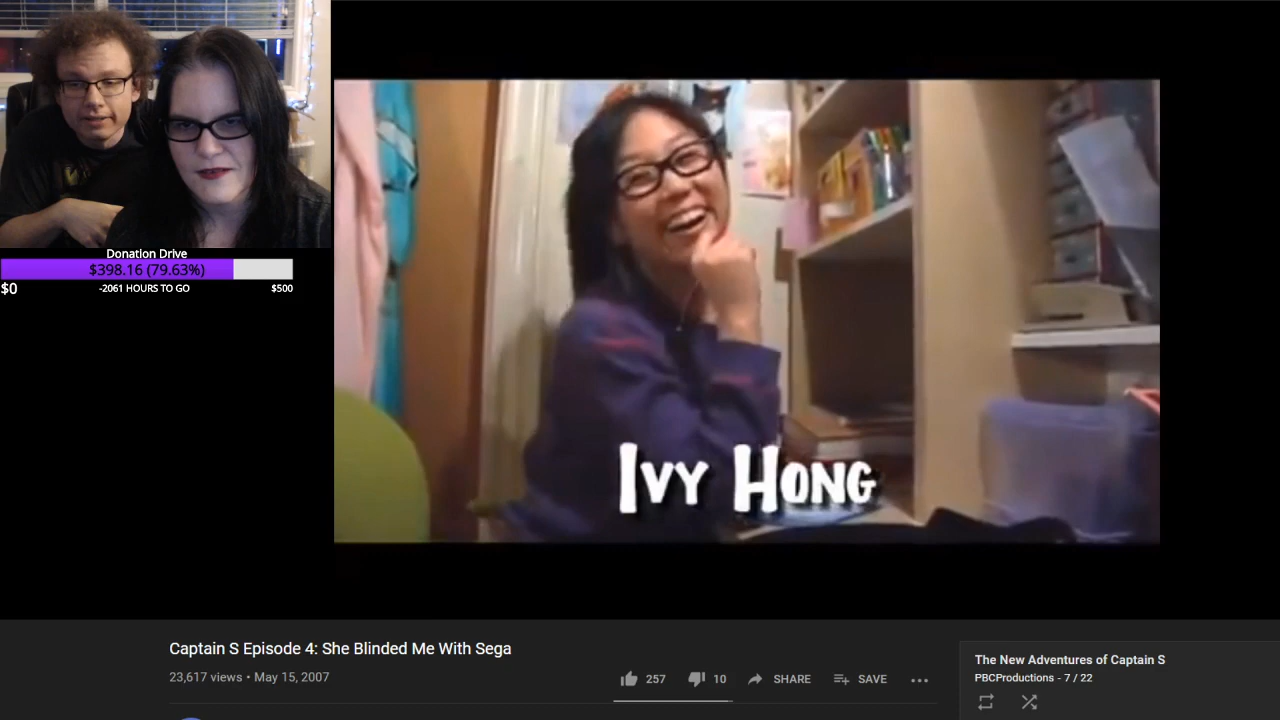 Donation Drive
$398.16 (79.63%)
$0
-2061 HOURS TO GO
$500
IVY HONG
Captain S Episode 4: She Blinded Me With Sega
23,617 views • May 15, 2007
257
10
SHARE
SAVE
The New Adventures of Captain S
PBCProductions - 7 / 22